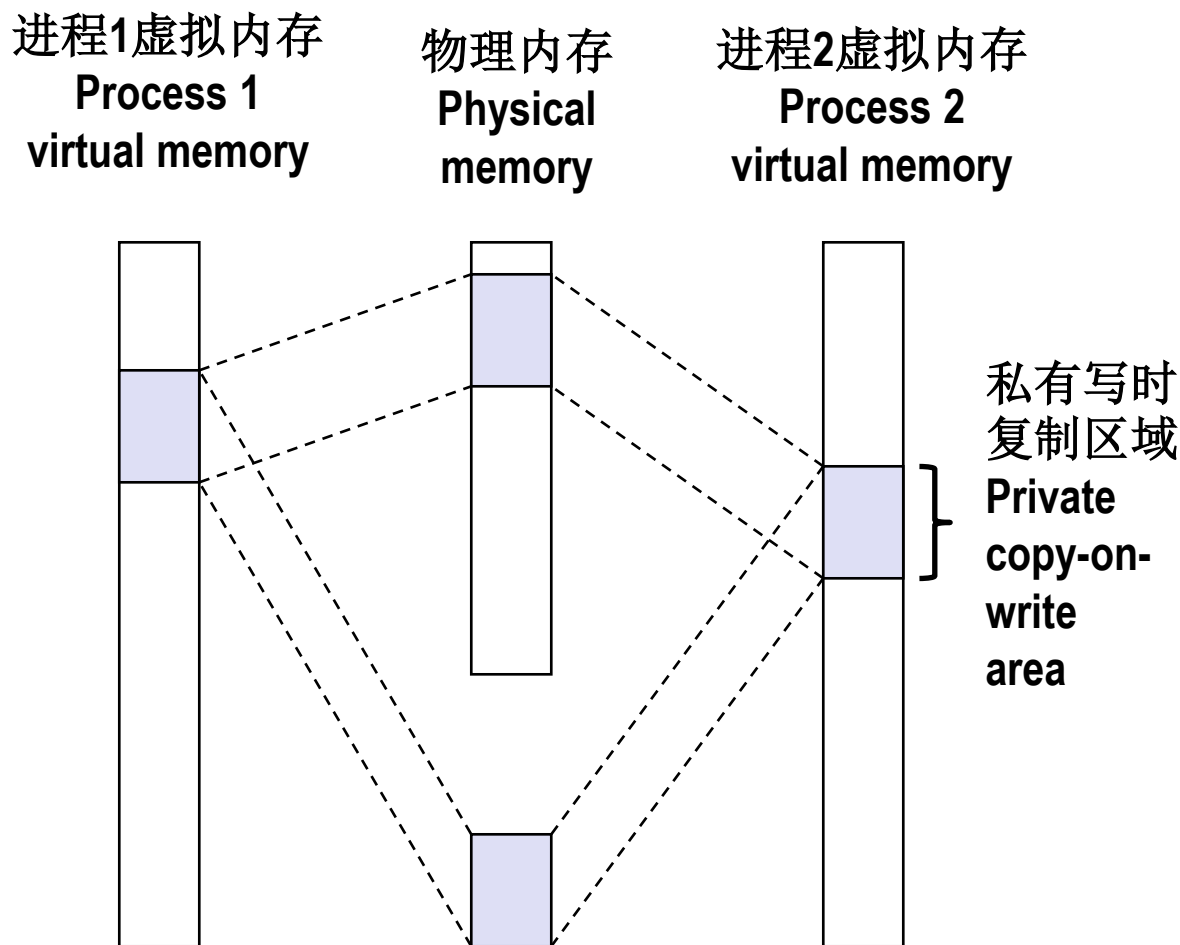 进程1虚拟内存
Process 1
virtual memory
物理内存
Physical
memory
进程2虚拟内存
Process 2
virtual memory
私有写时
复制区域
Private
copy-on-
write
area